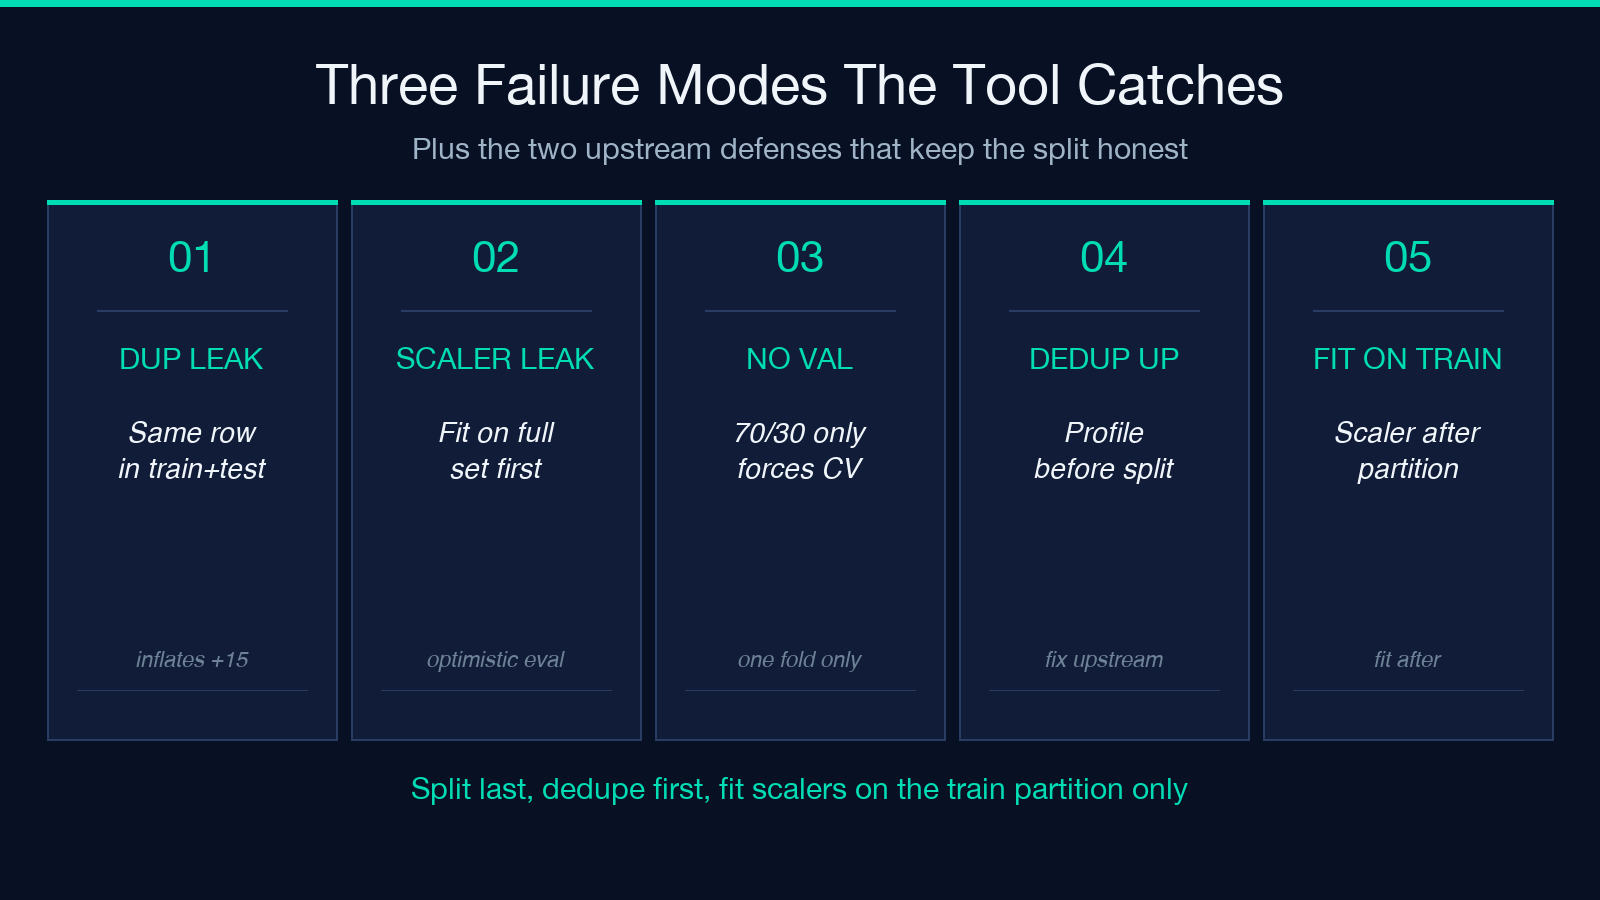 Three Failure Modes The Tool Catches
Plus the two upstream defenses that keep the split honest
01
DUP LEAK
Same row
in train+test
inflates +15
02
SCALER LEAK
Fit on full
set first
optimistic eval
03
NO VAL
70/30 only
forces CV
one fold only
04
DEDUP UP
Profile
before split
fix upstream
05
FIT ON TRAIN
Scaler after
partition
fit after
Split last, dedupe first, fit scalers on the train partition only